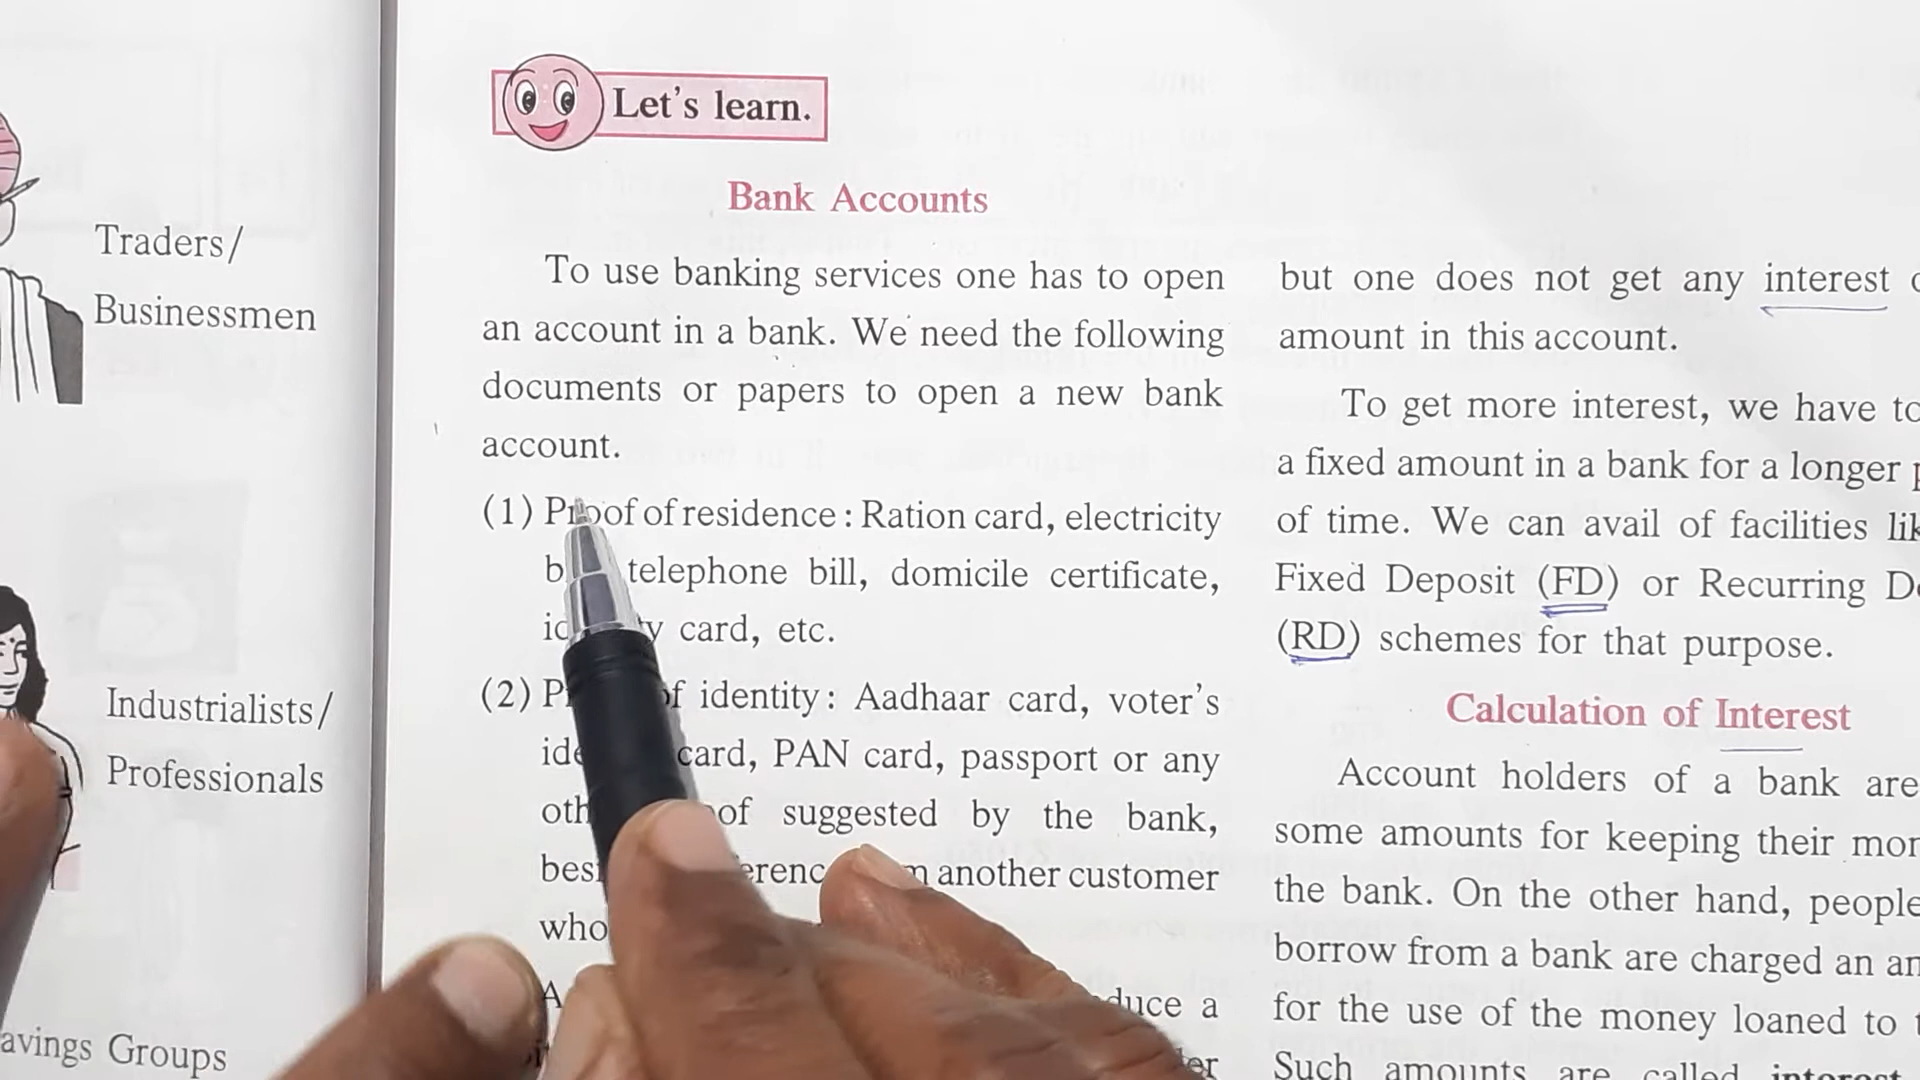 Traders/
Businessmen
Industrialists/
Professionals
Groups
Let's learn.
Bank Accounts
To use banking services one has to open
an account in a bank. We need the following
documents or papers to open a new bank
account.
(1) Proof of residence : Ration card, electricity
telephone bill, domicile certificate,
card, etc.
(2) of identity : Aadhaar card, voter's
card, PAN card, passport or any
of suggested by the bank,
another customer
who
A a
but one does not get any interest
amount in this account.
To get more interest, we have to
a fixed amount in a bank for a longer
of time. We can avail of facilities
Fixed Deposit (FD) or Recurring
(RD) schemes for that purpose.
Calculation of Interest
Account holders of a bank are
some amounts for keeping their
the bank. On the other hand, people
borrow from a bank are charged an
for the use of the money loaned to
Such amounts are called interest